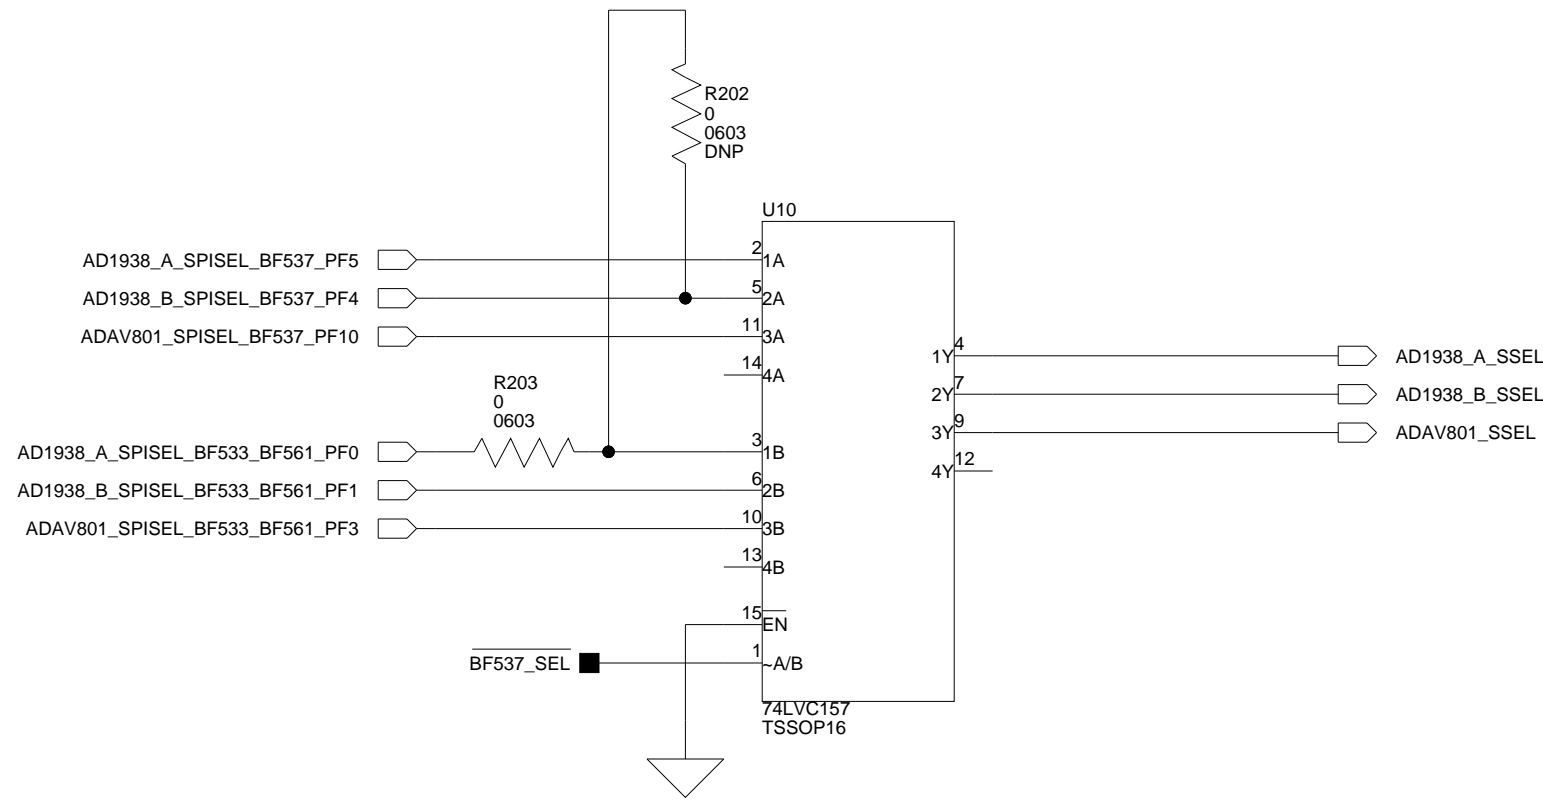 R202
0
0603
DNP
U10
AD1938_A_SPISEL_BF537_PF5
2
1A
AD1938_B_SPISEL_BF537_PF4
5
2A
ADAV801_SPISEL_BF537_PF10
11
3A
14
4A
1Y
4
AD1938_A_SSEL
2Y
7
AD1938_B_SSEL
3Y
9
ADAV801_SSEL
4Y
12
R203
0
0603
AD1938_A_SPISEL_BF533_BF561_PF0
3
1B
AD1938_B_SPISEL_BF533_BF561_PF1
6
2B
ADAV801_SPISEL_BF533_BF561_PF3
10
3B
13
4B
15
EN
BF537_SEL
1
~A/B
74LVC157
TSSOP16